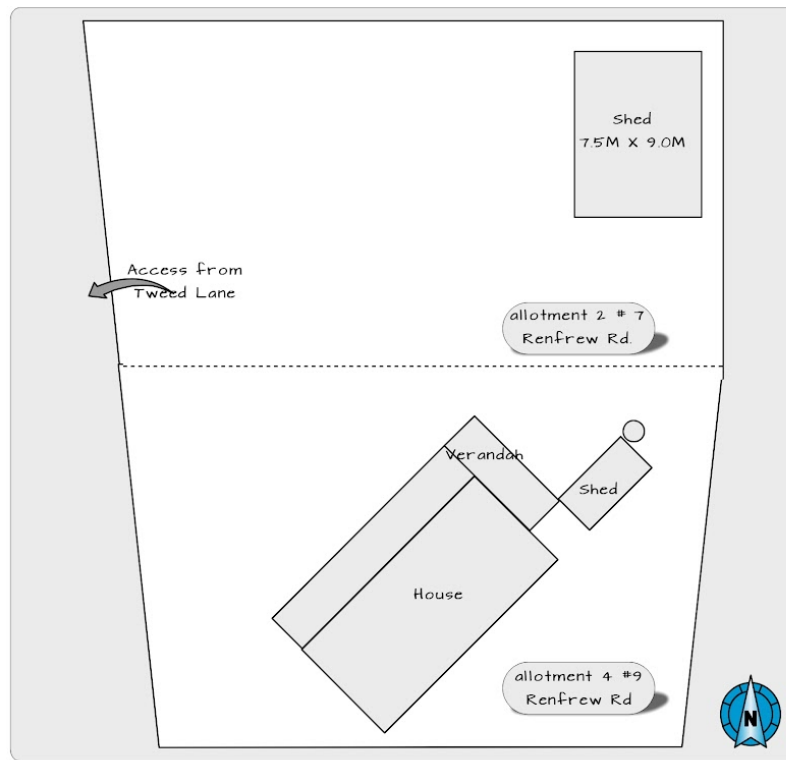 Shed
7.5M X 9.0M
Access from
Tweed Lane
allotment 2 # 7
Renfrew Rd.
Verandah
Shed
House
allotment 4 #9
Renfrew Rd
N